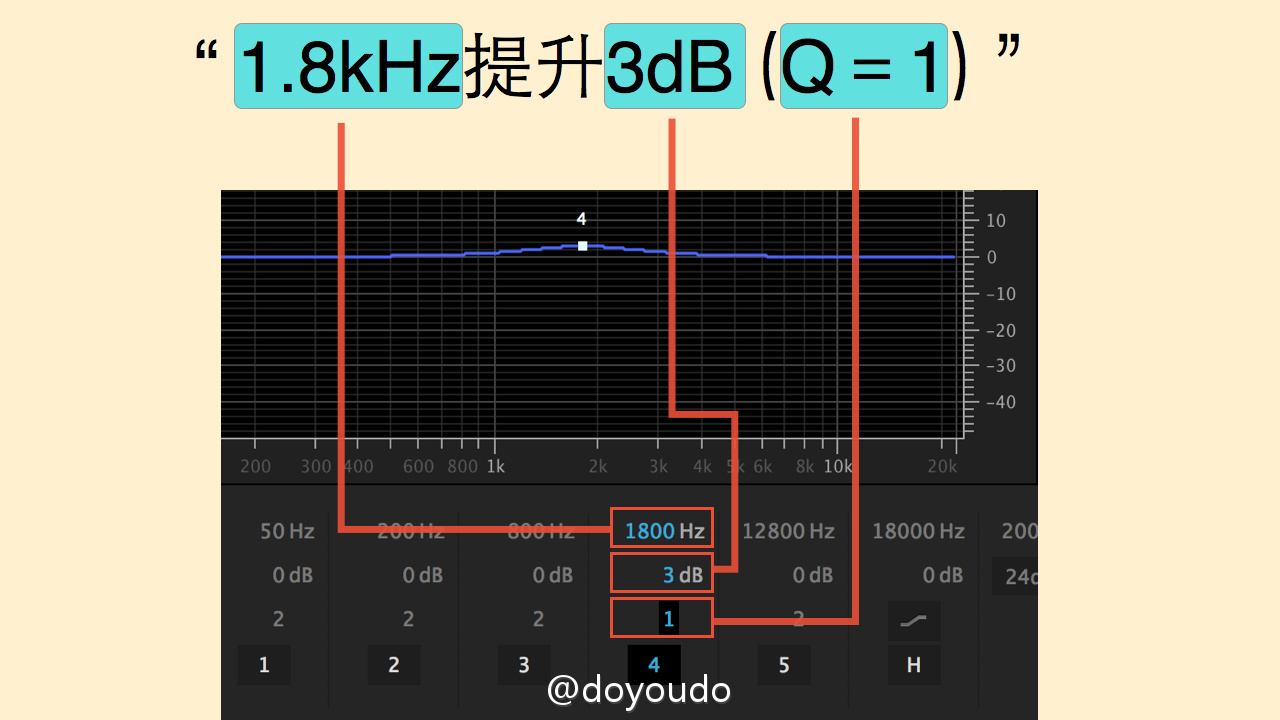 “ 1.8kHz提升3dB (Q = 1) ”
4
10
0
-10
-20
-30
-40
200 300 400 600 800 1k 2k 3k 4k 5k 6k 8k 10k 20k
50 Hz 200 Hz 800 Hz 1800 Hz 12800 Hz 18000 Hz 200
0 dB 0 dB 0 dB 3 dB 0 dB 0 dB 24d
2 2 2 1 2
1 2 3 4 5 H
@doyoudo